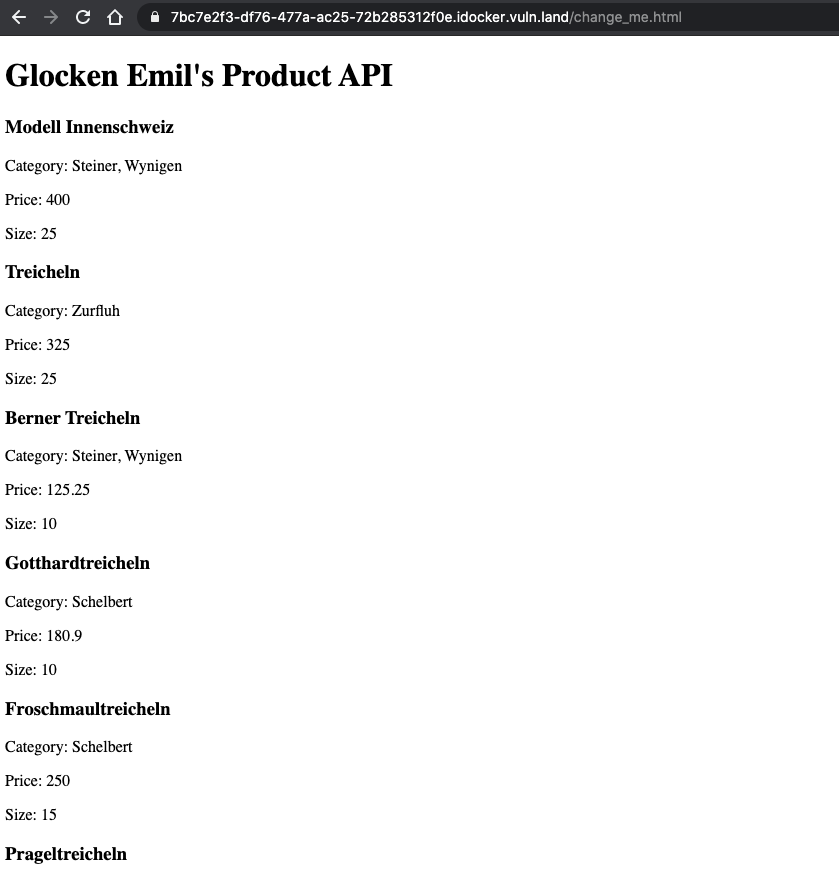 7bc7e2f3-df76-477a-ac25-72b285312f0e.idocker.vuln.land/change_me.html
Glocken Emil's Product API
Modell Innenschweiz
Category: Steiner, Wynigen
Price: 400
Size: 25
Treicheln
Category: Zurfluh
Price: 325
Size: 25
Berner Treicheln
Category: Steiner, Wynigen
Price: 125.25
Size: 10
Gotthardtreicheln
Category: Schelbert
Price: 180.9
Size: 10
Froschmaultreicheln
Category: Schelbert
Price: 250
Size: 15
Prageltreicheln